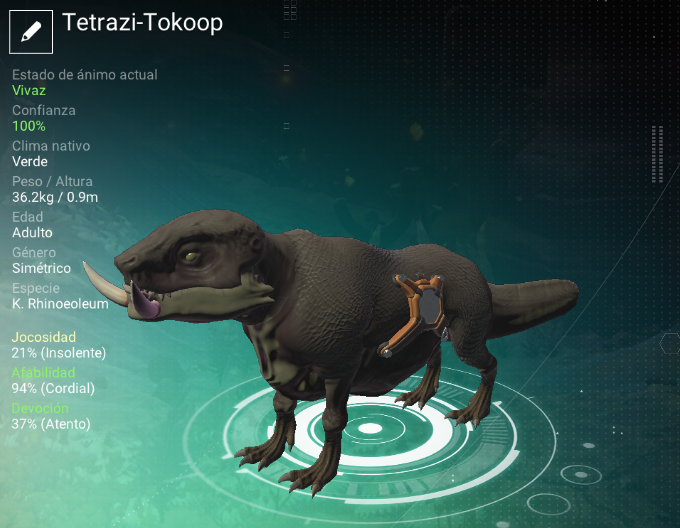 Tetrazi-Tokoop
Estado de ánimo actual
Vivaz
Confianza
100%
Clima nativo
Verde
Peso / Altura
36.2kg / 0.9m
Edad
Adulto
Género
Simétrico
Especie
K. Rhinoeoleum
Jocosidad
21% (Insolente)
Afabilidad
94% (Cordial)
Devoción
37% (Atento)